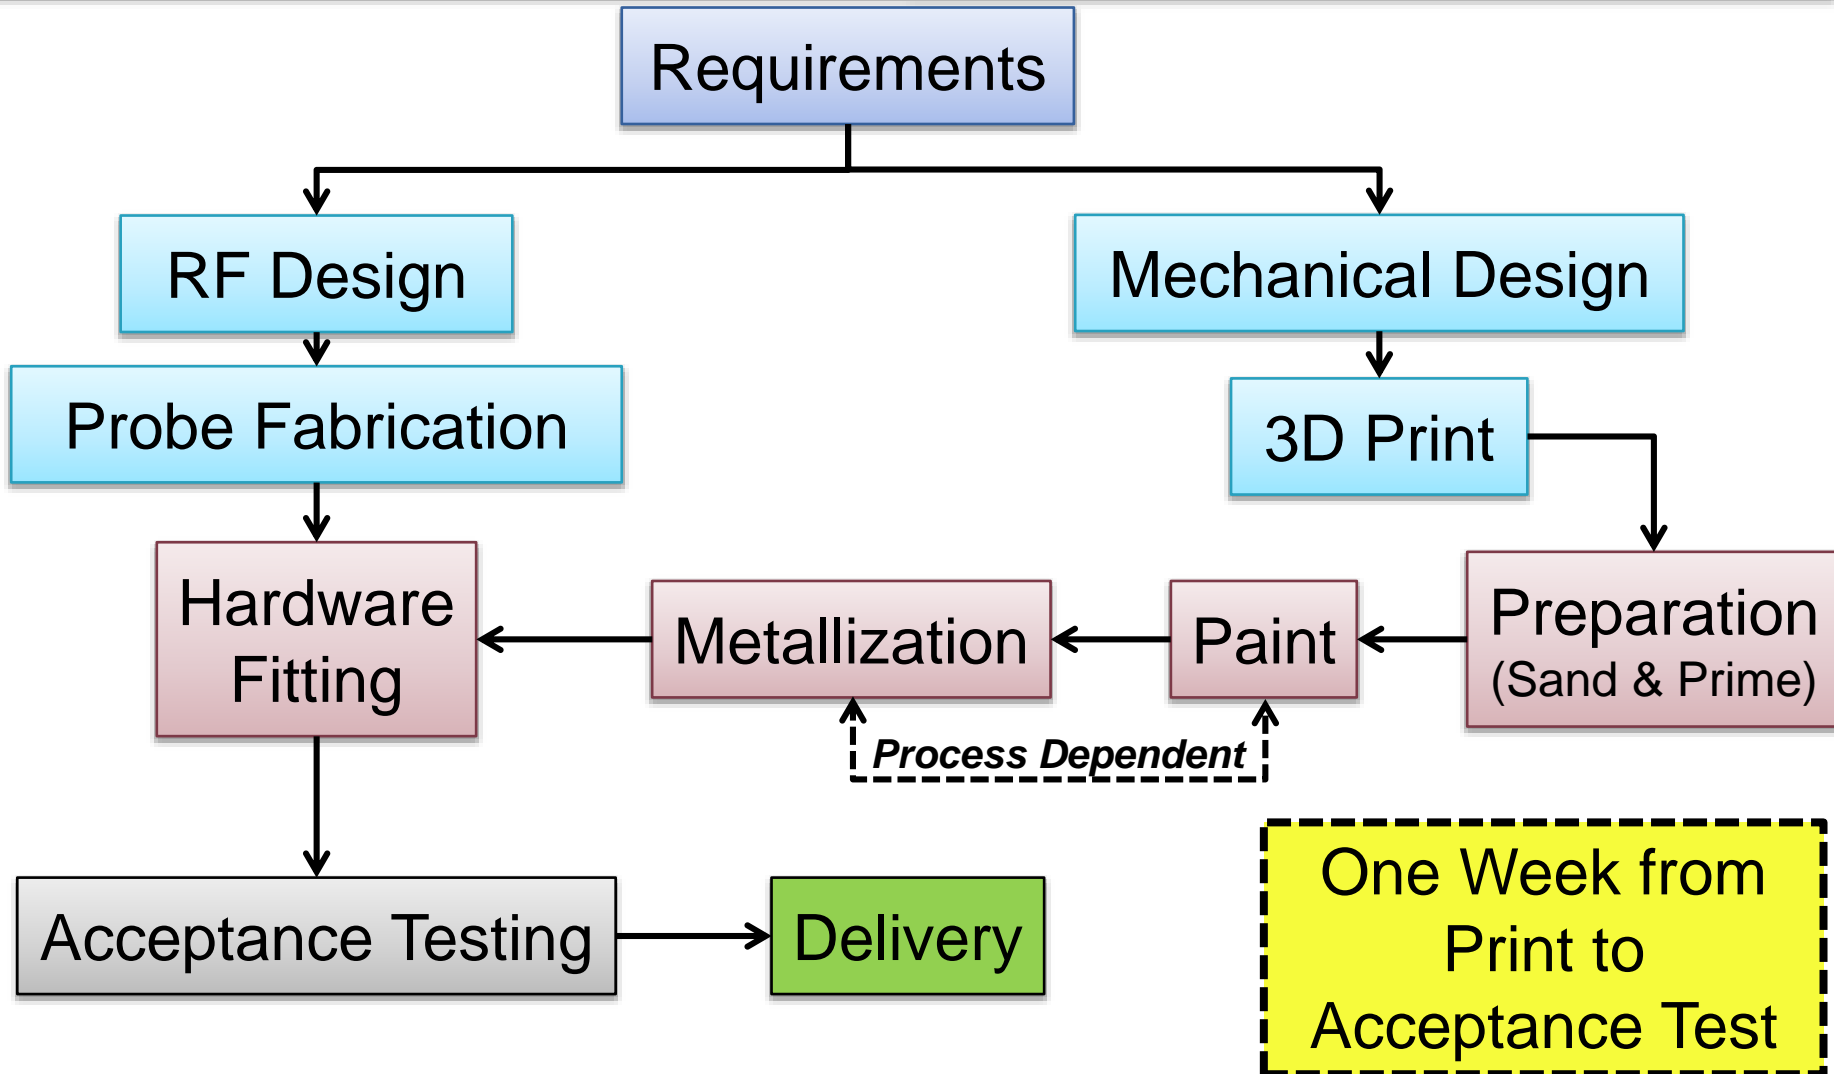 Requirements
RF Design
Mechanical Design
Probe Fabrication
3D Print
Hardware
Fitting
Metallization
Paint
Preparation
(Sand & Prime)
Process Dependent
Acceptance Testing
Delivery
One Week from
Print to
Acceptance Test